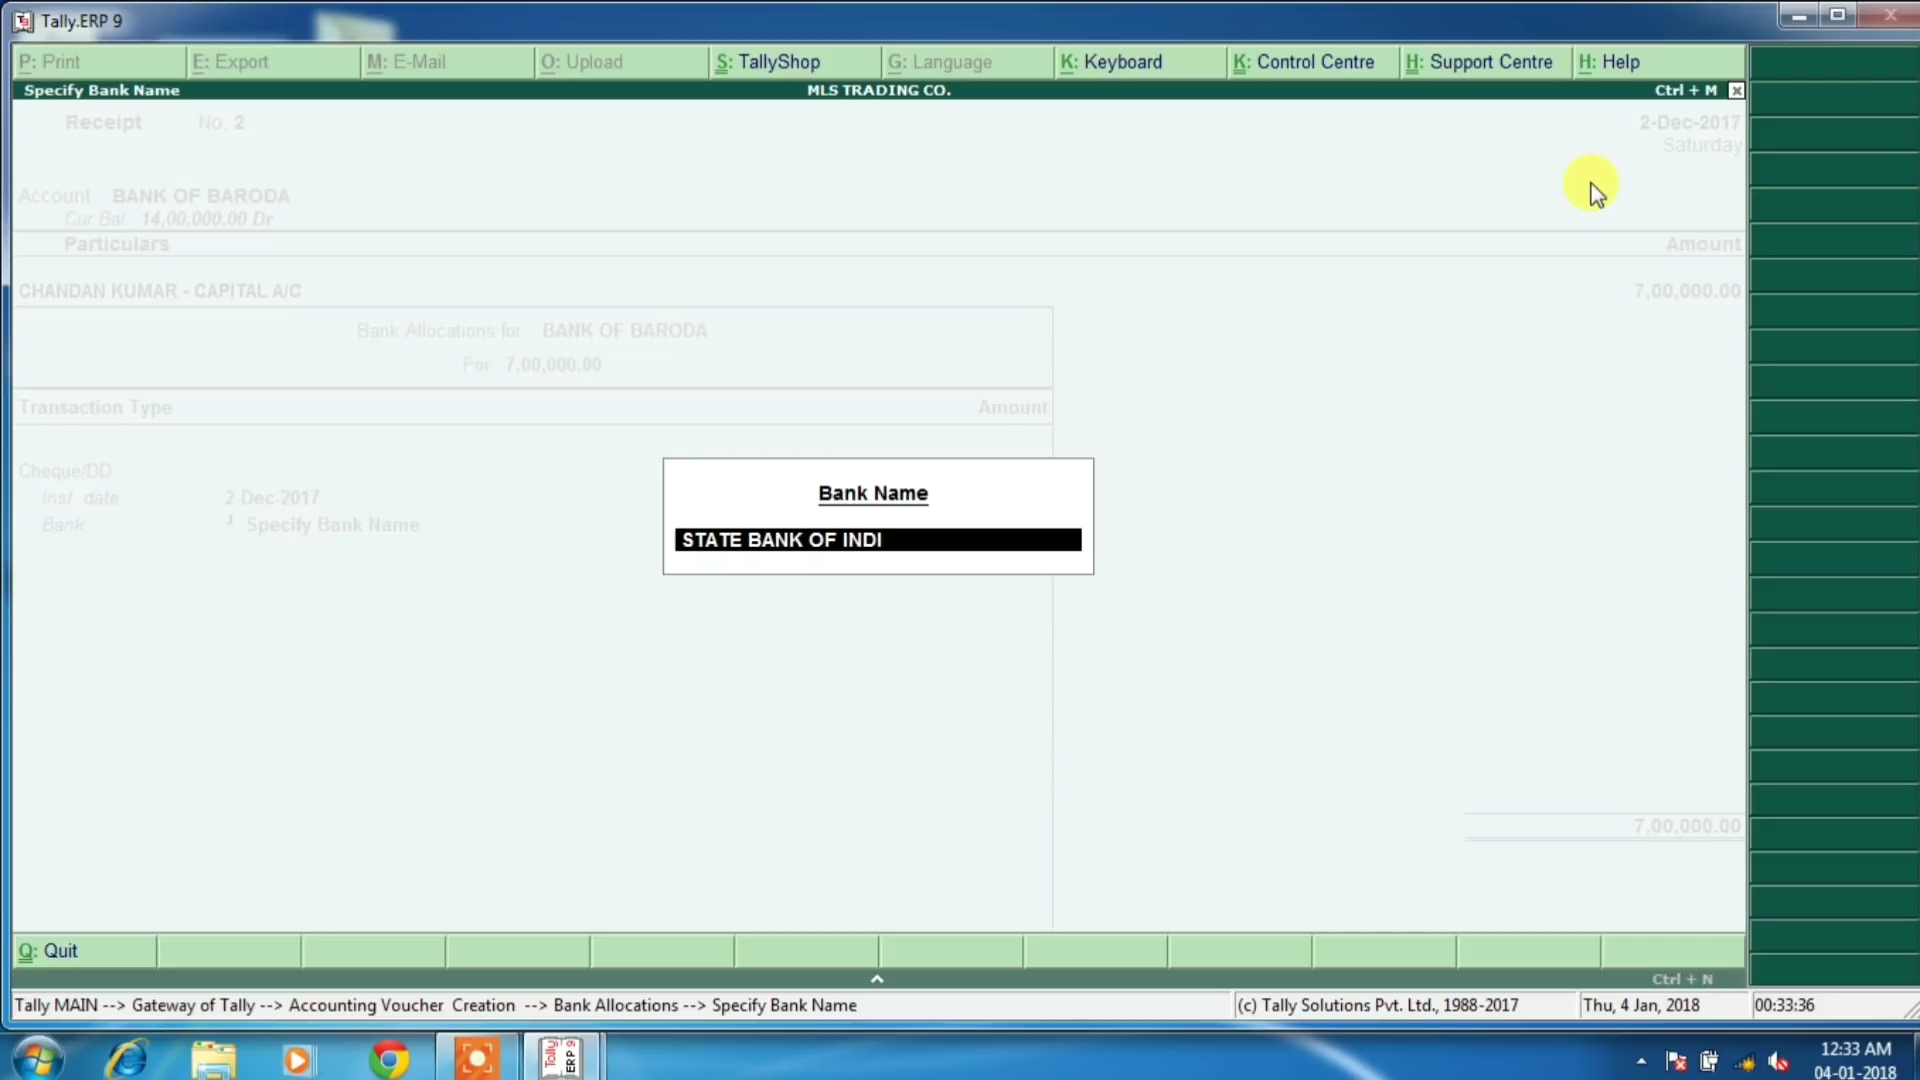 Tally.ERP 9
P: Print E: Export M: E-Mail O: Upload S: TallyShop G: Language K: Keyboard K: Control Centre H: Support Centre H: Help
Specify Bank Name MLS TRADING CO. Ctrl + M
Receipt No. 2 2-Dec-2017
Saturday
Account BANK OF BARODA
Cur Bal: 14,00,000.00 Dr
Particulars Amount
CHANDAN KUMAR - CAPITAL A/C 7,00,000.00
Bank Allocations for BANK OF BARODA
For: 7,00,000.00
Transaction Type Amount
Cheque/DD
Inst. date 2-Dec-2017
Bank ┘ Specify Bank Name
Bank Name
STATE BANK OF INDI
7,00,000.00
Q: Quit
Ctrl + N
Tally MAIN --> Gateway of Tally --> Accounting Voucher Creation --> Bank Allocations --> Specify Bank Name (c) Tally Solutions Pvt. Ltd., 1988-2017 Thu, 4 Jan, 2018 00:33:36
Tally ERP 9
12:33 AM
04-01-2018